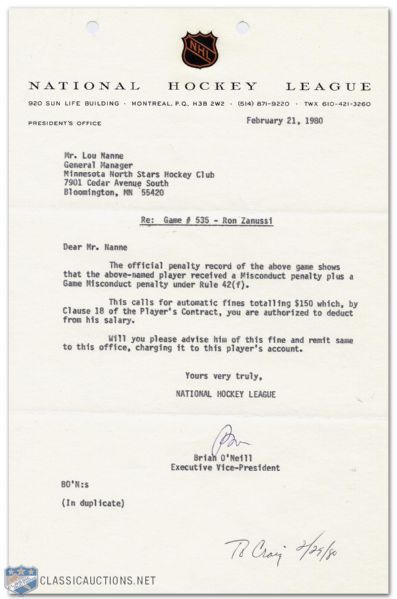 NHL
NATIONAL HOCKEY LEAGUE
920 SUN LIFE BUILDING · MONTREAL, P.Q. H3B 2W2 · (514) 871-9220 · TWX 610-421-3260
PRESIDENT'S OFFICE
February 21, 1980
Mr. Lou Nanne
General Manager
Minnesota North Stars Hockey Club
7901 Cedar Avenue South
Bloomington, MN 55420
Re: Game # 535 - Ron Zanussi
Dear Mr. Nanne
The official penalty record of the above game shows
that the above-named player received a Misconduct penalty plus a
Game Misconduct penalty under Rule 42(f).
This calls for automatic fines totalling $150 which, by
Clause 18 of the Player's Contract, you are authorized to deduct
from his salary.
Will you please advise him of this fine and remit same
to this office, charging it to this player's account.
Yours very truly,
NATIONAL HOCKEY LEAGUE
Brian O'Neill
Executive Vice-President
BO'N:s
(In duplicate)
To Craig 2/29/80
CLASSICAUCTIONS.NET